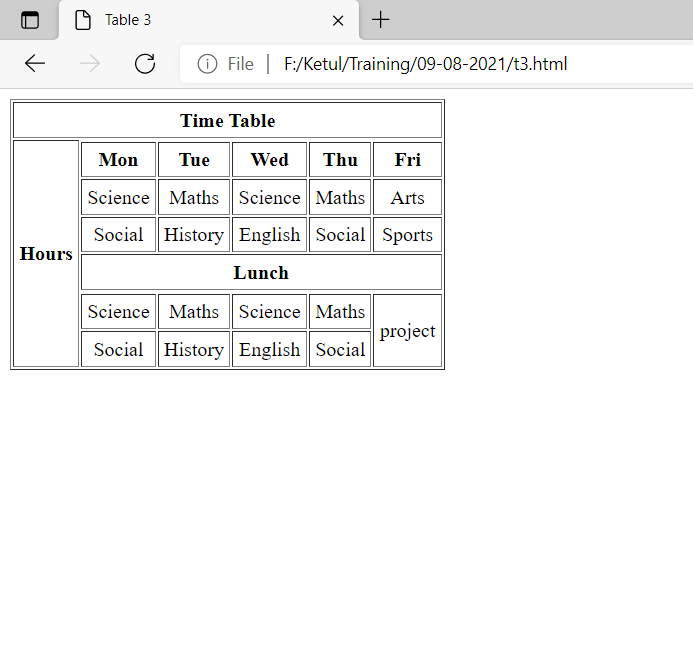 Table 3
File | F:/Ketul/Training/09-08-2021/t3.html
Time Table
Hours
Mon Tue Wed Thu Fri
Science Maths Science Maths Arts
Social History English Social Sports
Lunch
Science Maths Science Maths project
Social History English Social